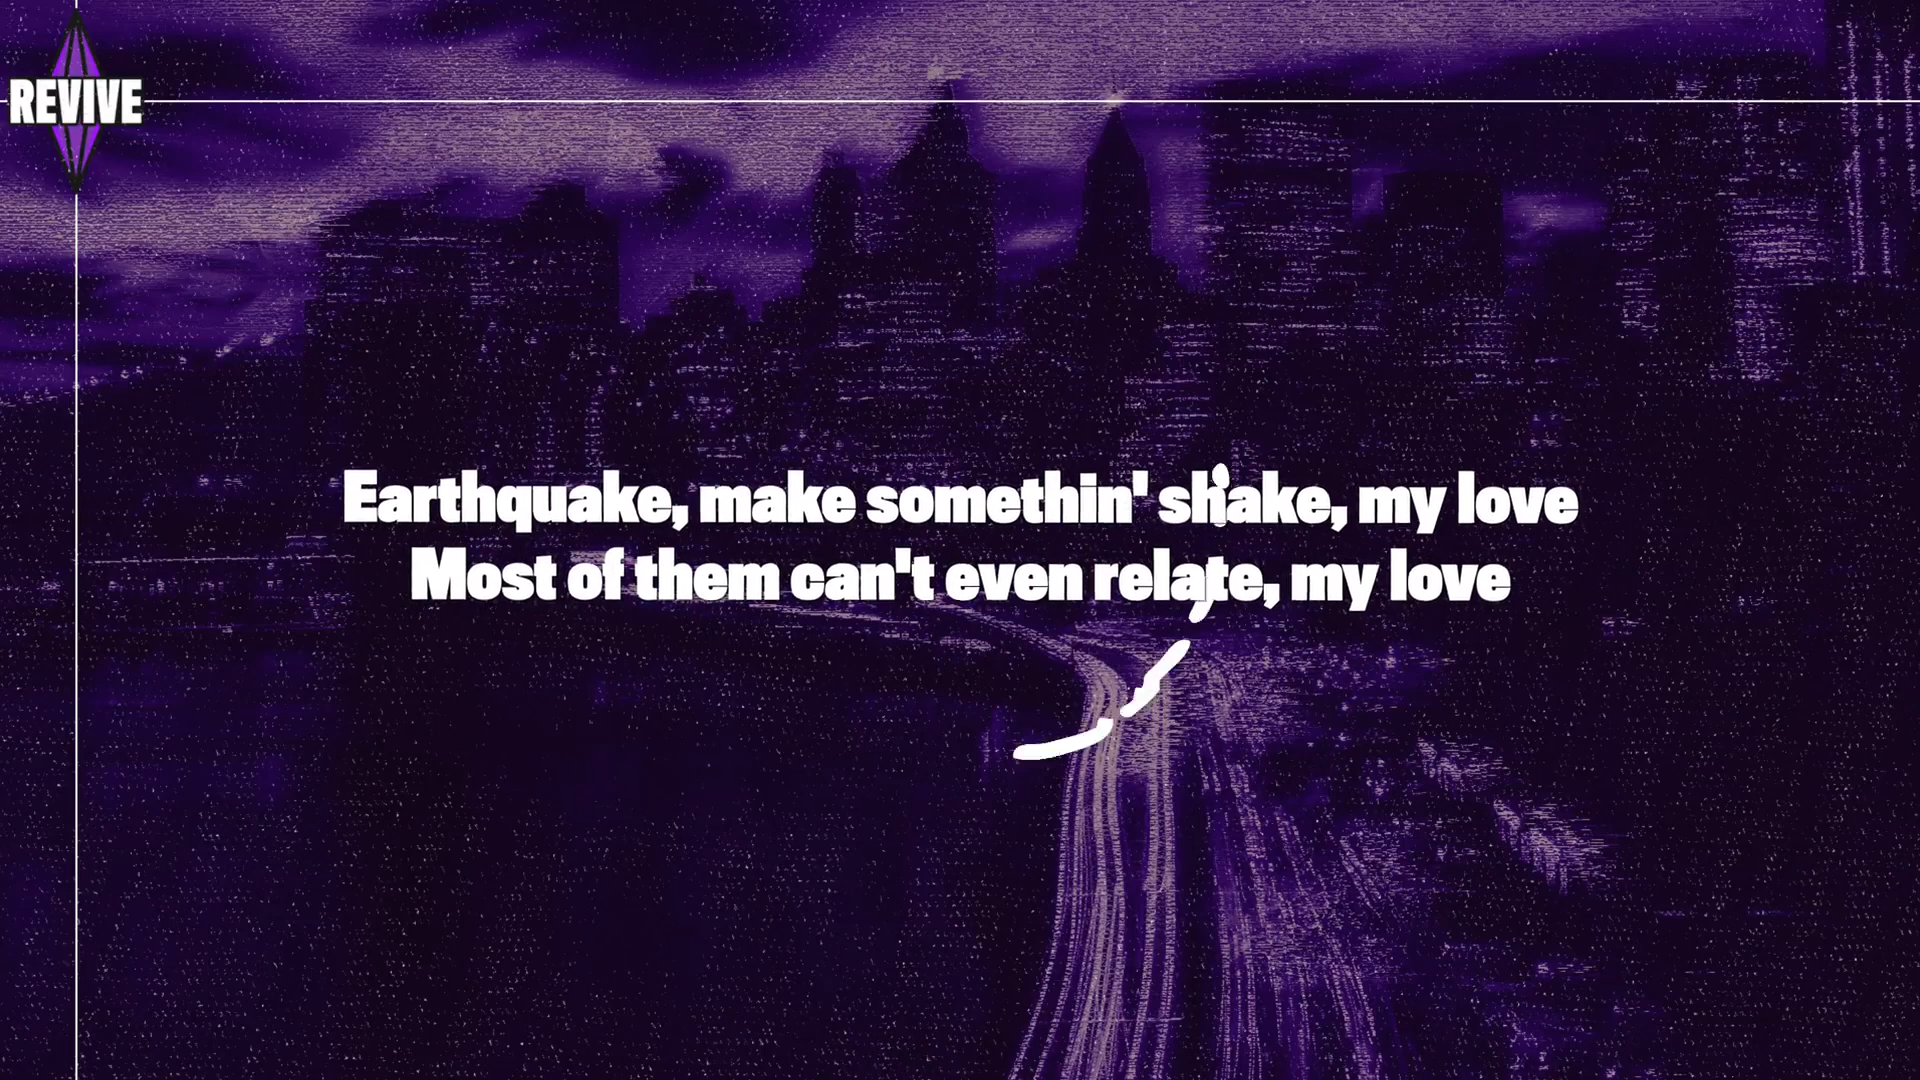 REVIVE
Earthquake, make somethin' shake, my love
Most of them can't even relate, my love